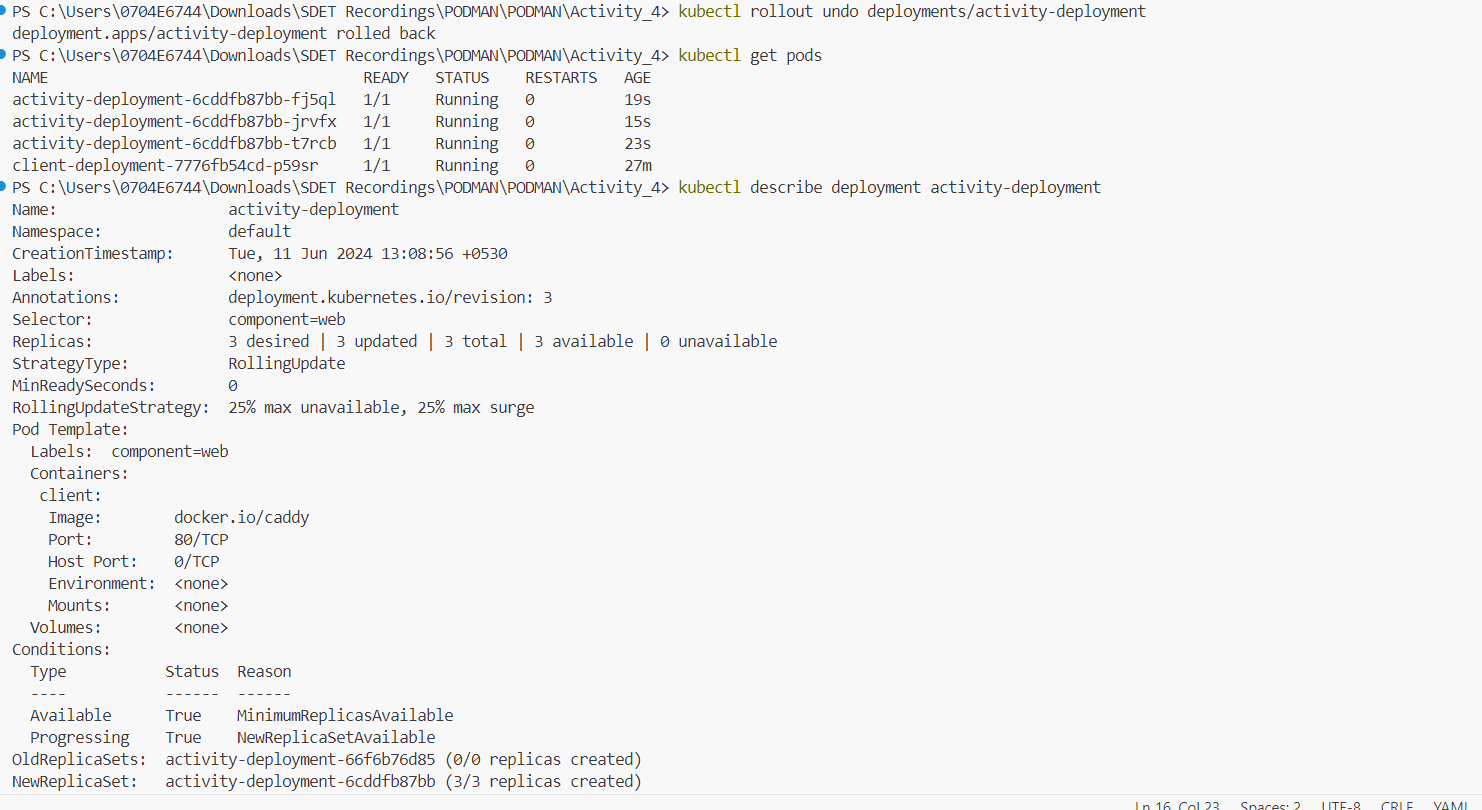 PS C:\Users\0704E6744\Downloads\SDET Recordings\PODMAN\PODMAN\Activity_4> kubectl rollout undo deployments/activity-deployment
deployment.apps/activity-deployment rolled back
PS C:\Users\0704E6744\Downloads\SDET Recordings\PODMAN\PODMAN\Activity_4> kubectl get pods
NAME                                   READY   STATUS    RESTARTS   AGE
activity-deployment-6cddfb87bb-fj5ql   1/1     Running   0          19s
activity-deployment-6cddfb87bb-jrvfx   1/1     Running   0          15s
activity-deployment-6cddfb87bb-t7rcb   1/1     Running   0          23s
client-deployment-7776fb54cd-p59sr     1/1     Running   0          27m
PS C:\Users\0704E6744\Downloads\SDET Recordings\PODMAN\PODMAN\Activity_4> kubectl describe deployment activity-deployment
Name:                   activity-deployment
Namespace:              default
CreationTimestamp:      Tue, 11 Jun 2024 13:08:56 +0530
Labels:                 <none>
Annotations:            deployment.kubernetes.io/revision: 3
Selector:               component=web
Replicas:               3 desired | 3 updated | 3 total | 3 available | 0 unavailable
StrategyType:           RollingUpdate
MinReadySeconds:        0
RollingUpdateStrategy:  25% max unavailable, 25% max surge
Pod Template:
  Labels:  component=web
  Containers:
   client:
    Image:        docker.io/caddy
    Port:         80/TCP
    Host Port:    0/TCP
    Environment:  <none>
    Mounts:       <none>
  Volumes:        <none>
Conditions:
  Type           Status  Reason
  ----           ------  ------
  Available      True    MinimumReplicasAvailable
  Progressing    True    NewReplicaSetAvailable
OldReplicaSets:  activity-deployment-66f6b76d85 (0/0 replicas created)
NewReplicaSet:   activity-deployment-6cddfb87bb (3/3 replicas created)
Ln 16, Col 23   Spaces: 2   UTF-8   CRLF   YAML